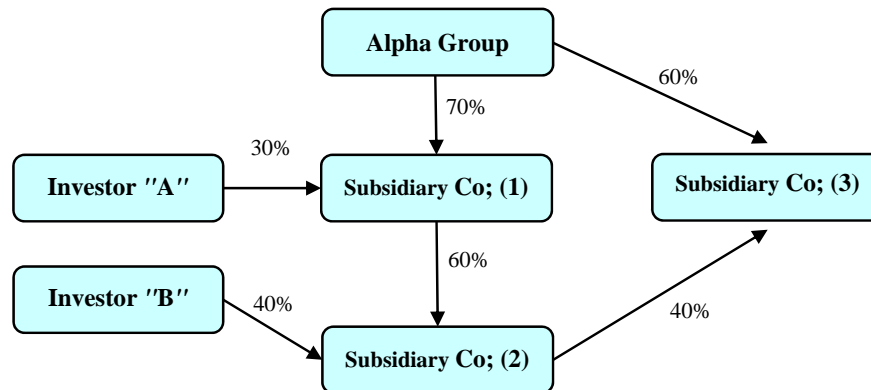 Alpha Group
60%
70%
30%
Investor "A"
Subsidiary Co; (1)
Subsidiary Co; (3)
60%
Investor "B"
40%
40%
Subsidiary Co; (2)